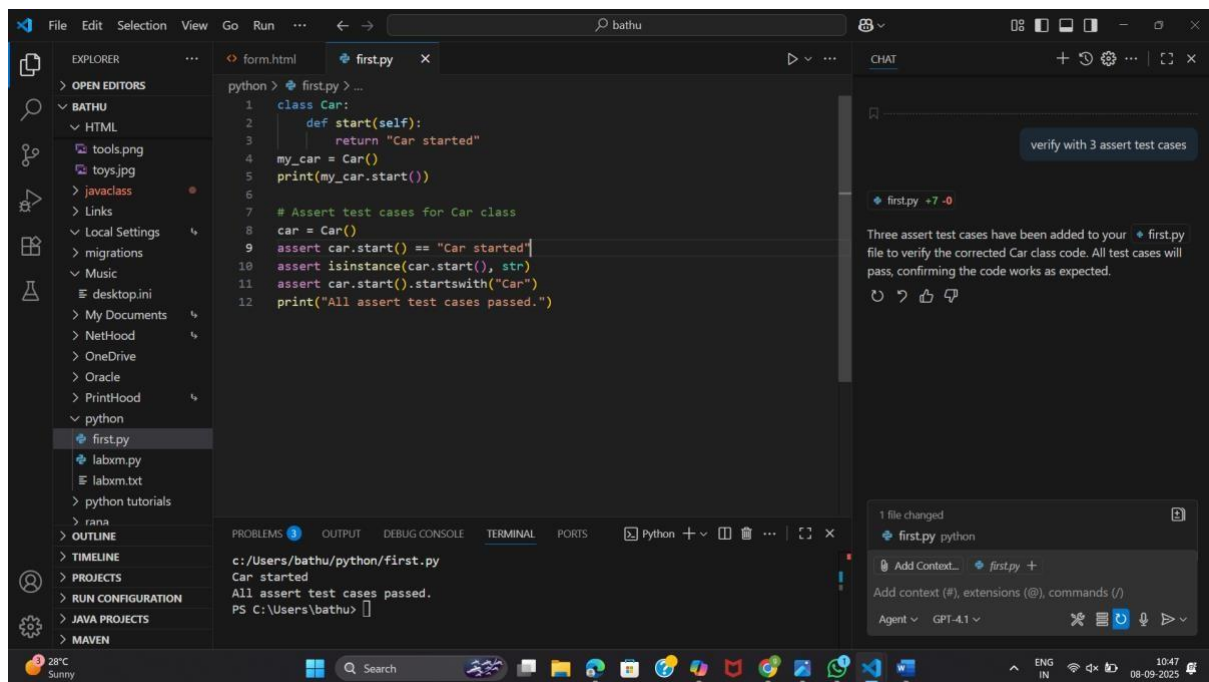 File Edit Selection View Go Run ... bathu
EXPLORER
OPEN EDITORS
BATHU
HTML
tools.png
toys.jpg
javaclass
Links
Local Settings
migrations
Music
desktop.ini
My Documents
NetHood
OneDrive
Oracle
PrintHood
python
first.py
labxm.py
labxm.txt
python tutorials
rana
OUTLINE
TIMELINE
PROJECTS
RUN CONFIGURATION
JAVA PROJECTS
MAVEN
form.html first.py
python > first.py > ...
1 class Car:
2 def start(self):
3 return "Car started"
4 my_car = Car()
5 print(my_car.start())
6
7 # Assert test cases for Car class
8 car = Car()
9 assert car.start() == "Car started"
10 assert isinstance(car.start(), str)
11 assert car.start().startswith("Car")
12 print("All assert test cases passed.")
PROBLEMS 3 OUTPUT DEBUG CONSOLE TERMINAL PORTS Python
c:/Users/bathu/python/first.py
Car started
All assert test cases passed.
PS C:\Users\bathu>
CHAT
verify with 3 assert test cases
first.py +7 -0
Three assert test cases have been added to your first.py
file to verify the corrected Car class code. All test cases will
pass, confirming the code works as expected.
1 file changed
first.py python
Add Context... first.py +
Add context (#), extensions (@), commands (/)
Agent GPT-4.1
3 28°C
Sunny
Search
ENG
IN
10:47
08-09-2025